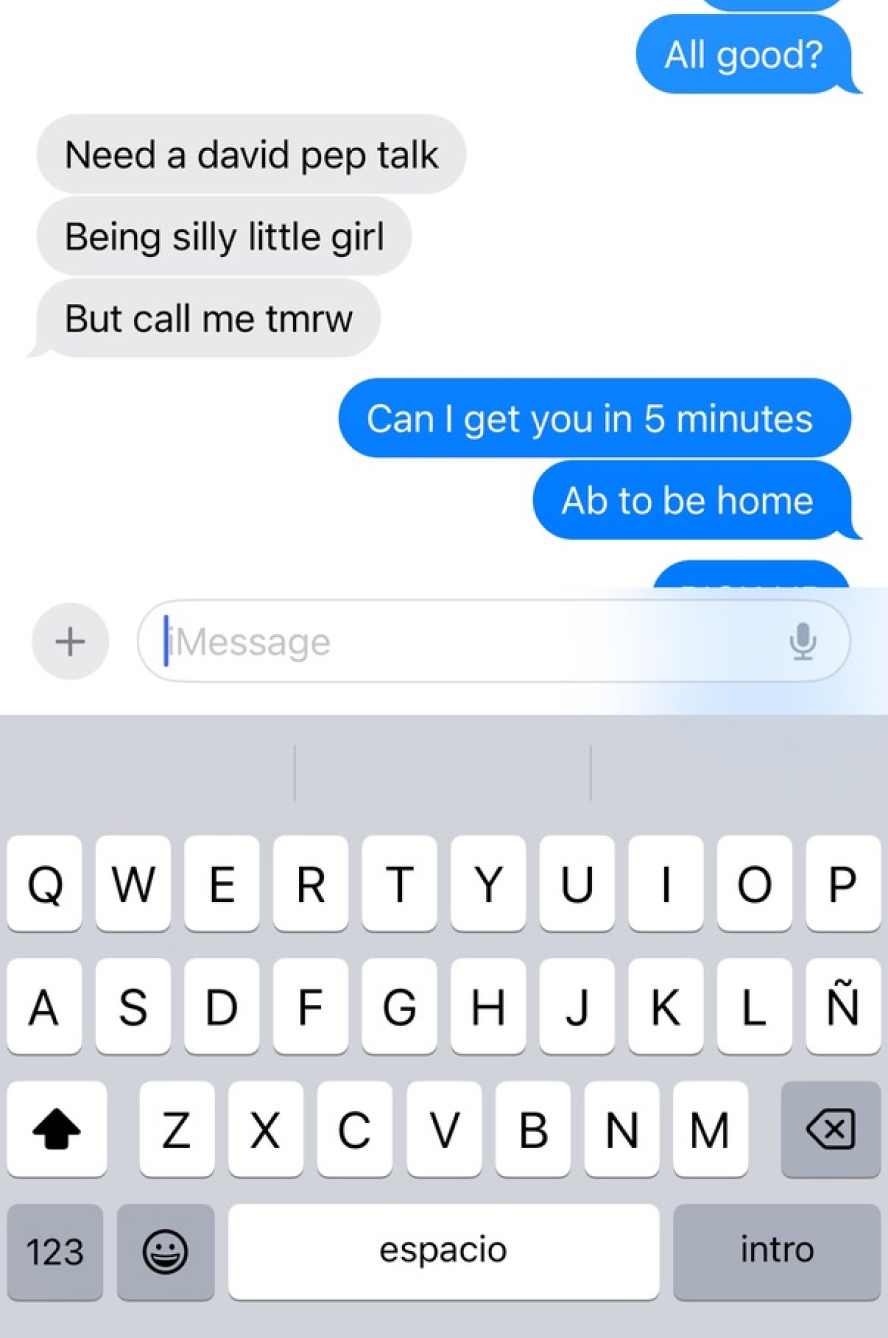 All good?
Need a david pep talk
Being silly little girl
But call me tmrw
Can I get you in 5 minutes
Ab to be home
iMessage
Q W E R T Y U I O P
A S D F G H J K L Ñ
Z X C V B N M
123 espacio intro